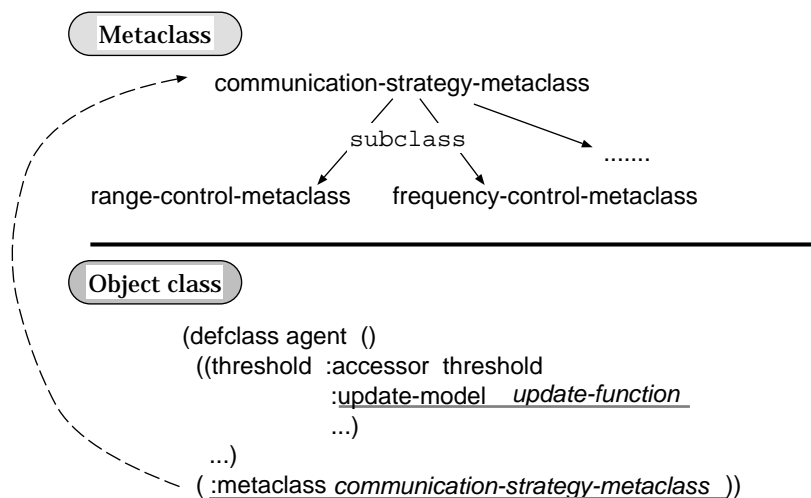 Metaclass
communication-strategy-metaclass
subclass
.......
range-control-metaclass frequency-control-metaclass
Object class
(defclass agent ()
((threshold :accessor threshold
:update-model update-function
...)
...)
( :metaclass communication-strategy-metaclass ))